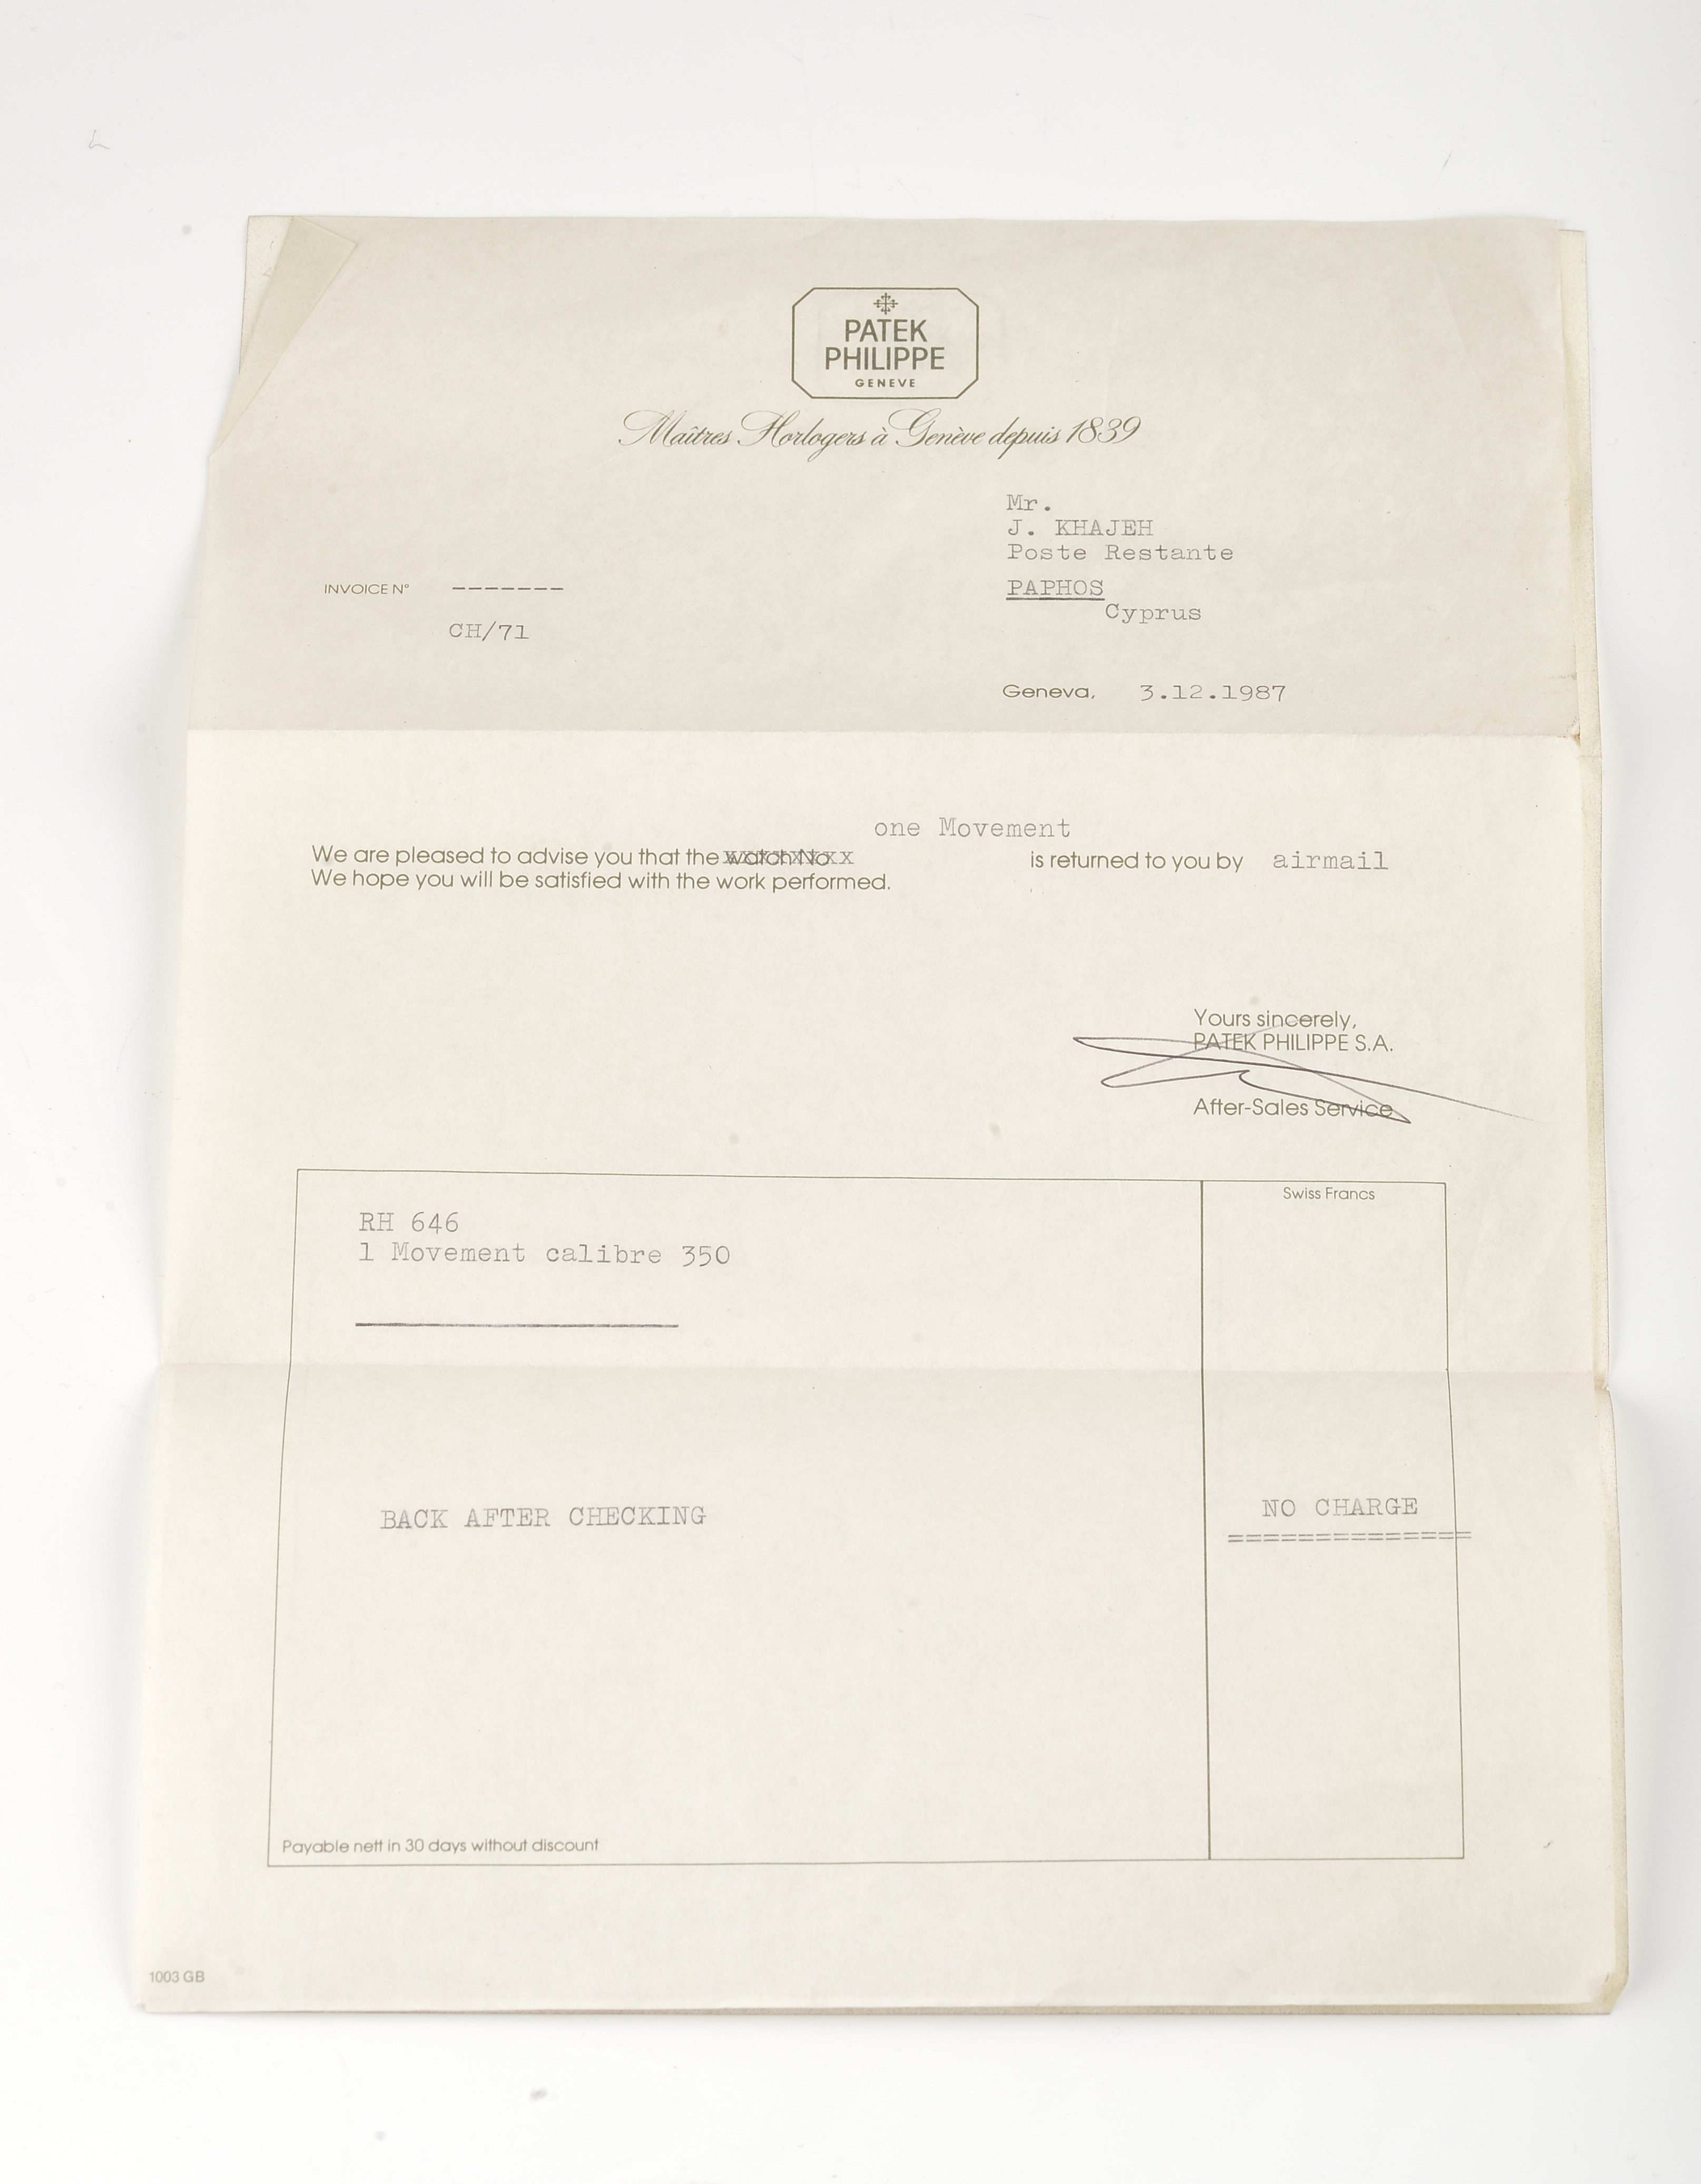 PATEK
PHILIPPE
GENEVE
Maîtres Horlogers à Genève depuis 1839
Mr.
J. KHAJEH
Poste Restante
INVOICE N° -------
PAPHOS
Cyprus
CH/71
Geneva, 3.12.1987
one Movement
We are pleased to advise you that the watch No is returned to you by airmail
We hope you will be satisfied with the work performed.
Yours sincerely,
PATEK PHILIPPE S.A.
After-Sales Service
Swiss Francs
RH 646
1 Movement calibre 350
BACK AFTER CHECKING
NO CHARGE
==============
Payable nett in 30 days without discount
1003 GB